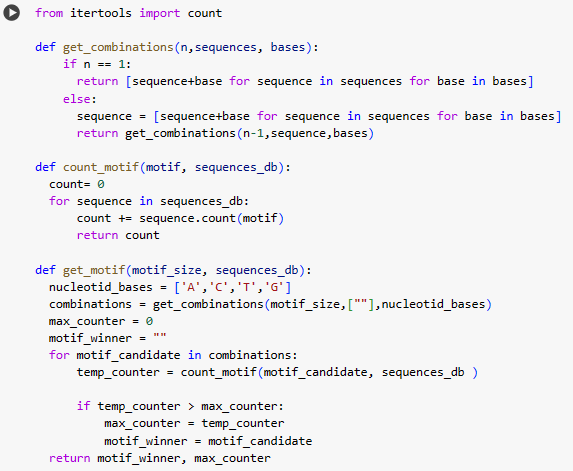 from itertools import count

def get_combinations(n,sequences, bases):
    if n == 1:
      return [sequence+base for sequence in sequences for base in bases]
    else:
      sequence = [sequence+base for sequence in sequences for base in bases]
      return get_combinations(n-1,sequence,bases)

def count_motif(motif, sequences_db):
  count= 0
  for sequence in sequences_db:
      count += sequence.count(motif)
      return count

def get_motif(motif_size, sequences_db):
  nucleotid_bases = ['A','C','T','G']
  combinations = get_combinations(motif_size,[""],nucleotid_bases)
  max_counter = 0
  motif_winner = ""
  for motif_candidate in combinations:
      temp_counter = count_motif(motif_candidate, sequences_db )

      if temp_counter > max_counter:
          max_counter = temp_counter
          motif_winner = motif_candidate
  return motif_winner, max_counter